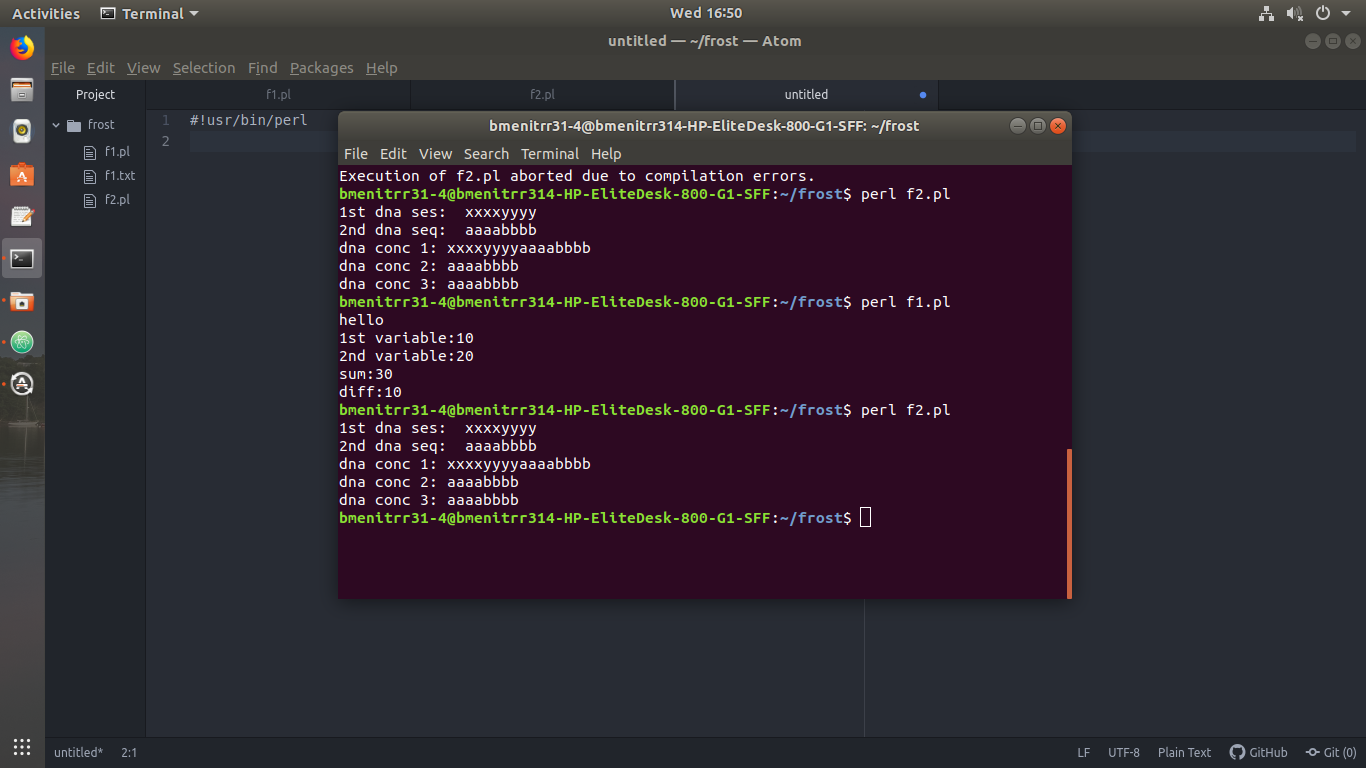 Activities Terminal Wed 16:50
untitled — ~/frost — Atom
File Edit View Selection Find Packages Help
Project f1.pl f2.pl untitled
frost
f1.pl
f1.txt
f2.pl
1 #!usr/bin/perl
2
bmenitrr31-4@bmenitrr314-HP-EliteDesk-800-G1-SFF: ~/frost
File Edit View Search Terminal Help
Execution of f2.pl aborted due to compilation errors.
bmenitrr31-4@bmenitrr314-HP-EliteDesk-800-G1-SFF:~/frost$ perl f2.pl
1st dna ses:  xxxxyyyy
2nd dna seq:  aaaabbbb
dna conc 1: xxxxyyyyaaaabbbb
dna conc 2: aaaabbbb
dna conc 3: aaaabbbb
bmenitrr31-4@bmenitrr314-HP-EliteDesk-800-G1-SFF:~/frost$ perl f1.pl
hello
1st variable:10
2nd variable:20
sum:30
diff:10
bmenitrr31-4@bmenitrr314-HP-EliteDesk-800-G1-SFF:~/frost$ perl f2.pl
1st dna ses:  xxxxyyyy
2nd dna seq:  aaaabbbb
dna conc 1: xxxxyyyyaaaabbbb
dna conc 2: aaaabbbb
dna conc 3: aaaabbbb
bmenitrr31-4@bmenitrr314-HP-EliteDesk-800-G1-SFF:~/frost$
untitled* 2:1 LF UTF-8 Plain Text GitHub Git (0)